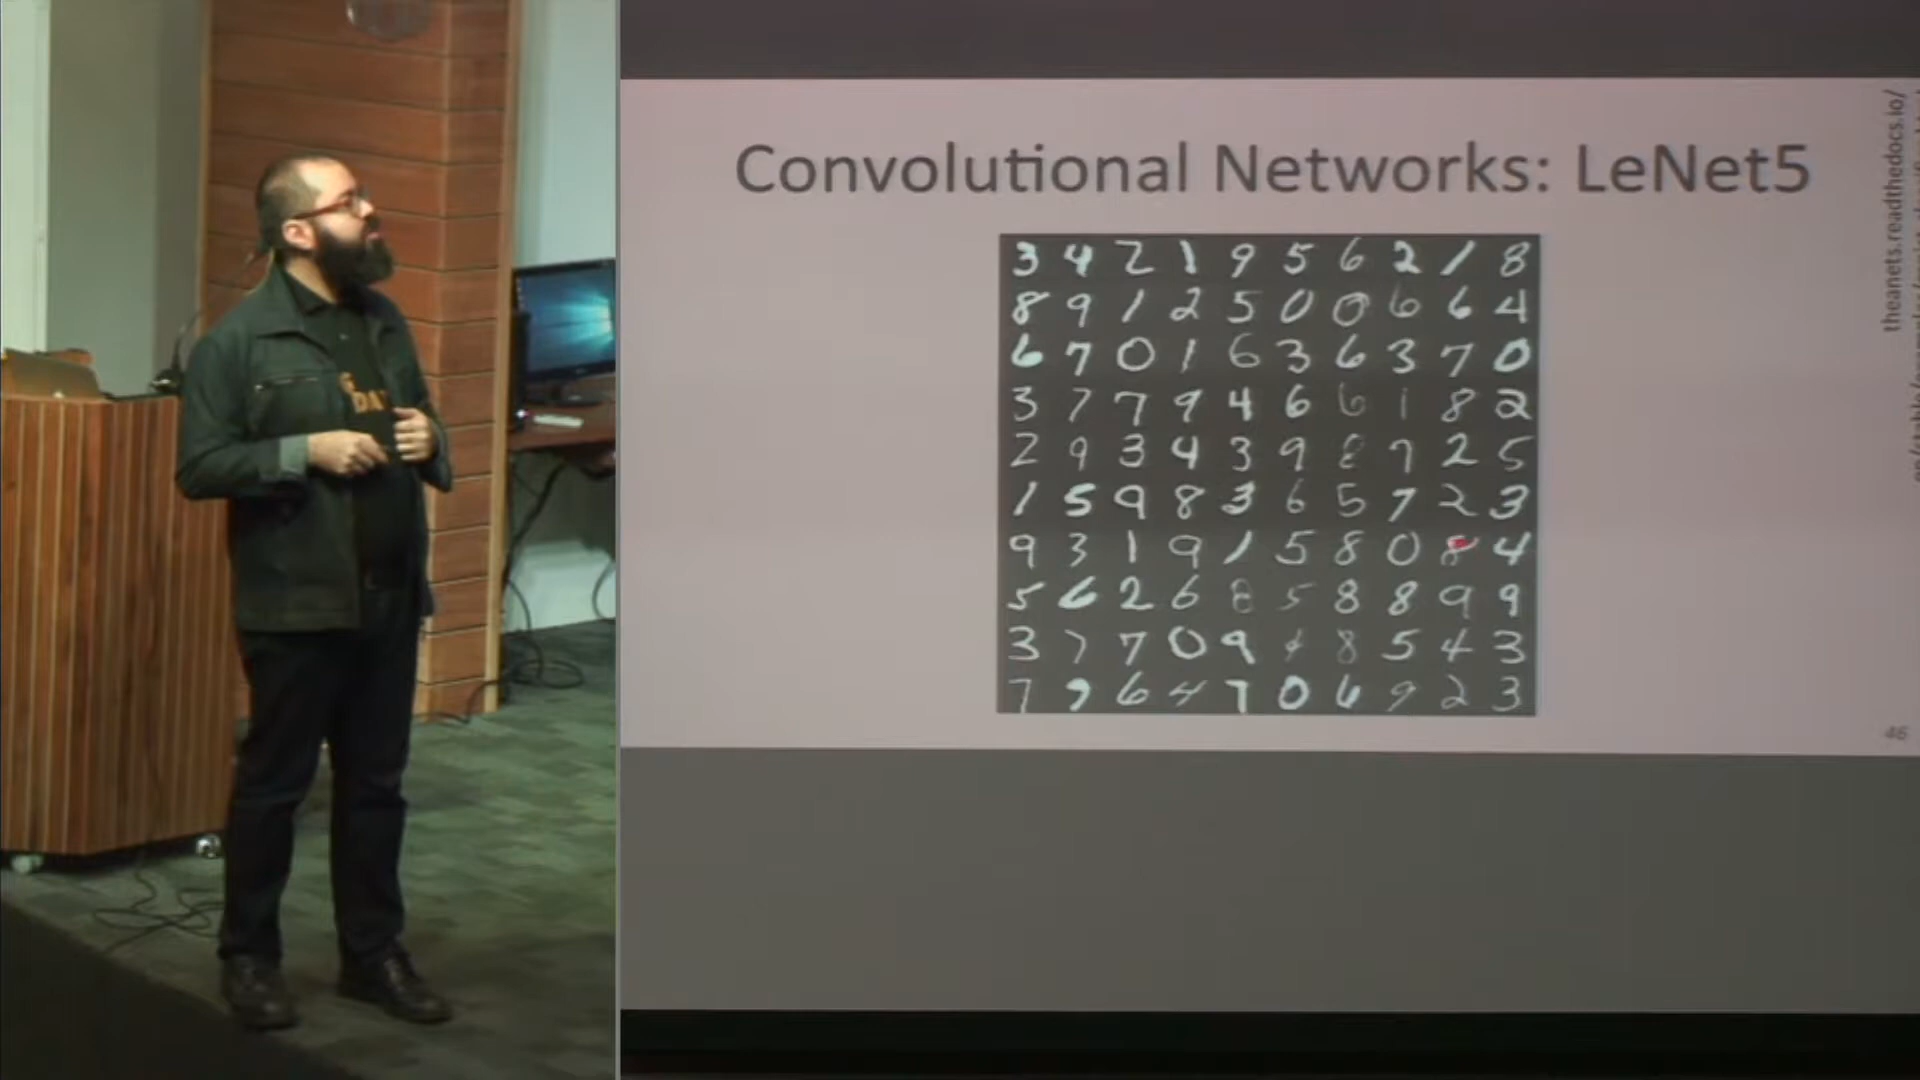 Convolutional Networks: LeNet5
3 4 2 1 9 5 6 2 1 8
8 9 1 2 5 0 0 6 6 4
6 7 0 1 6 3 6 3 7 0
3 7 7 9 4 6 6 1 8 2
2 9 3 4 3 9 8 7 2 5
1 5 9 8 3 6 5 7 2 3
9 3 1 9 1 5 8 0 8 4
5 6 2 6 8 5 8 8 9 9
3 7 7 0 9 4 8 5 4 3
7 9 6 4 7 0 6 9 2 3
theanets.readthedocs.io/
46